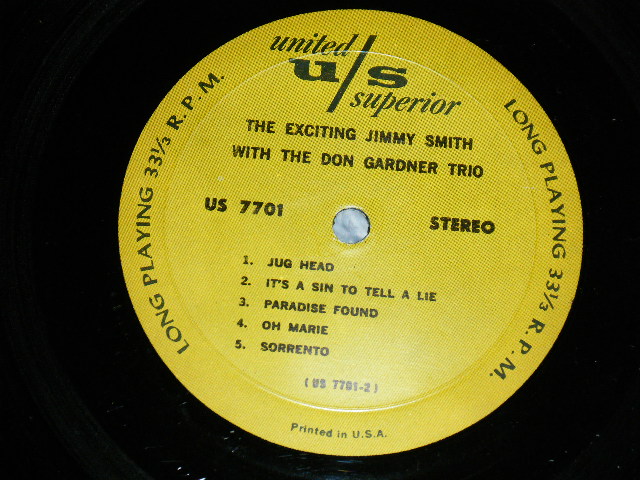 united
u/s
superior
THE EXCITING JIMMY SMITH
WITH THE DON GARDNER TRIO
US 7701
STEREO
1. JUG HEAD
2. IT'S A SIN TO TELL A LIE
3. PARADISE FOUND
4. OH MARIE
5. SORRENTO
(US 7701-2)
Printed in U.S.A.
LONG PLAYING 33⅓ R.P.M.
LONG PLAYING 33⅓ R.P.M.